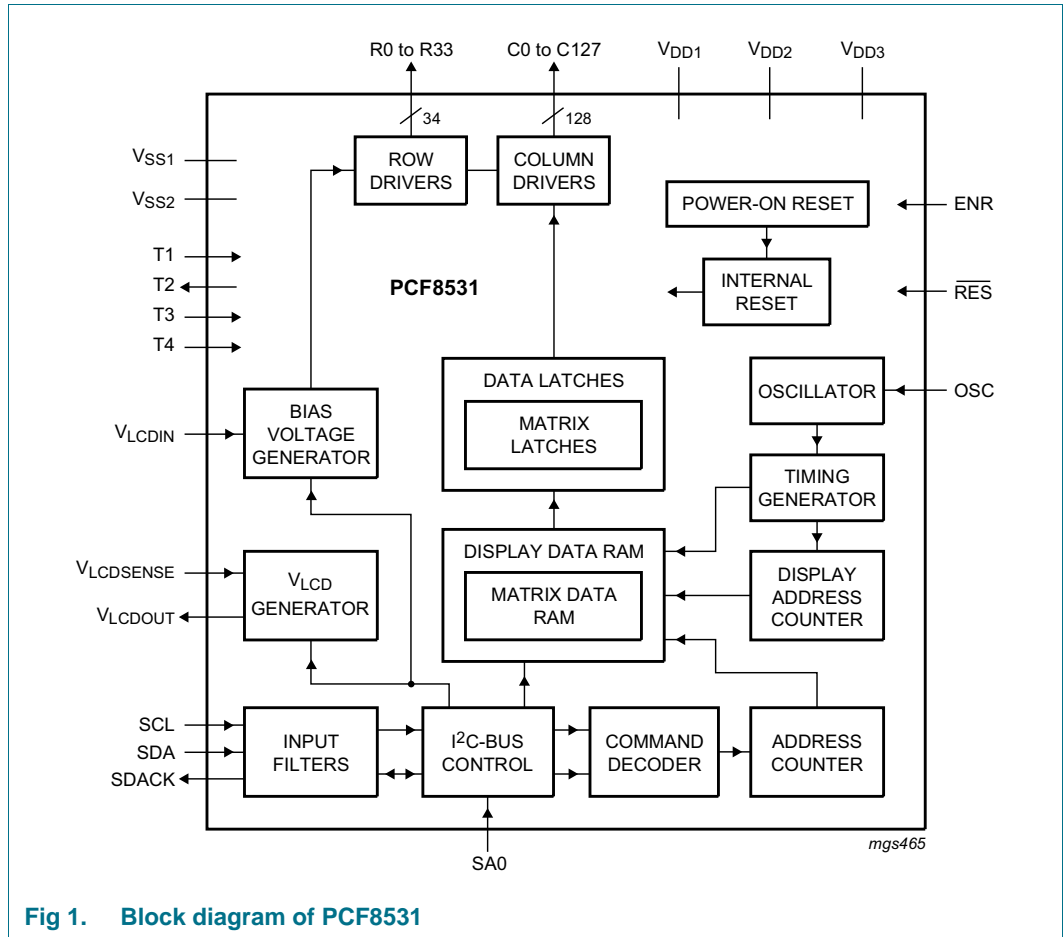 R0 to R33
C0 to C127
VDD1
VDD2
VDD3
34
128
VSS1
VSS2
ROW
DRIVERS
COLUMN
DRIVERS
POWER-ON RESET
ENR
T1
T2
T3
T4
PCF8531
INTERNAL
RESET
RES
DATA LATCHES
MATRIX
LATCHES
OSCILLATOR
OSC
VLCDIN
BIAS
VOLTAGE
GENERATOR
TIMING
GENERATOR
DISPLAY DATA RAM
MATRIX DATA
RAM
DISPLAY
ADDRESS
COUNTER
VLCDSENSE
VLCDOUT
VLCD
GENERATOR
SCL
SDA
SDACK
INPUT
FILTERS
I2C-BUS
CONTROL
COMMAND
DECODER
ADDRESS
COUNTER
SA0
mgs465
Fig 1. Block diagram of PCF8531